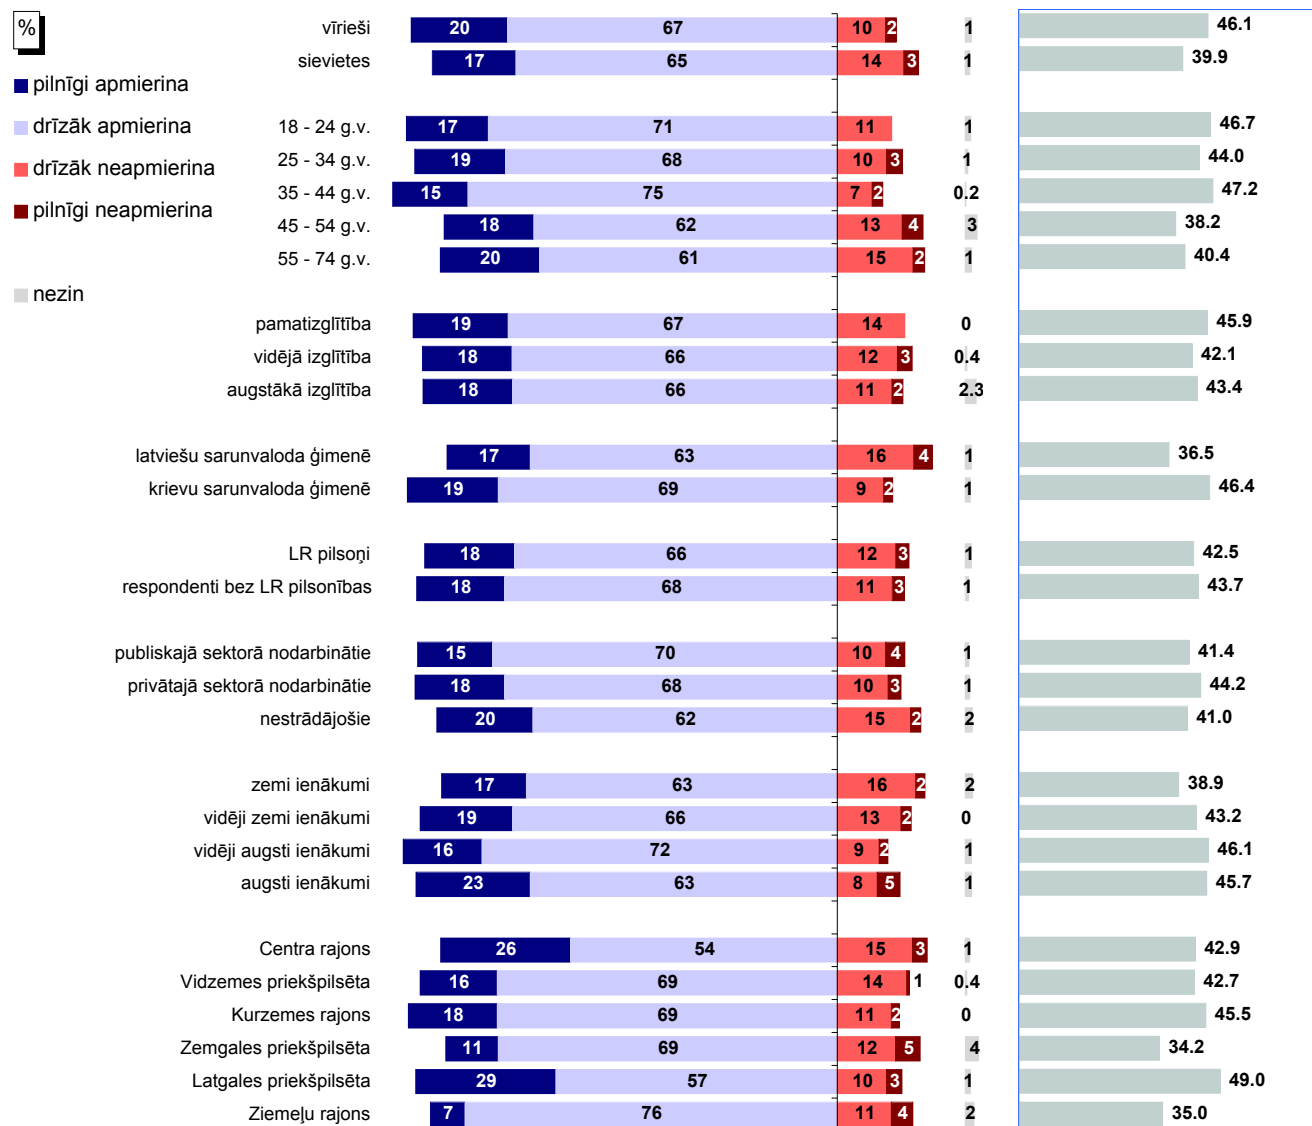 %
pilnīgi apmierina
drīzāk apmierina
drīzāk neapmierina
pilnīgi neapmierina
nezin
vīrieši 20 67 10 2 1 46.1
sievietes 17 65 14 3 1 39.9
18 - 24 g.v. 17 71 11 1 46.7
25 - 34 g.v. 19 68 10 3 1 44.0
35 - 44 g.v. 15 75 7 2 0.2 47.2
45 - 54 g.v. 18 62 13 4 3 38.2
55 - 74 g.v. 20 61 15 2 1 40.4
pamatizglītība 19 67 14 0 45.9
vidējā izglītība 18 66 12 3 0.4 42.1
augstākā izglītība 18 66 11 2 2.3 43.4
latviešu sarunvaloda ģimenē 17 63 16 4 1 36.5
krievu sarunvaloda ģimenē 19 69 9 2 1 46.4
LR pilsoņi 18 66 12 3 1 42.5
respondenti bez LR pilsonības 18 68 11 3 1 43.7
publiskajā sektorā nodarbinātie 15 70 10 4 1 41.4
privātajā sektorā nodarbinātie 18 68 10 3 1 44.2
nestrādājošie 20 62 15 2 2 41.0
zemi ienākumi 17 63 16 2 2 38.9
vidēji zemi ienākumi 19 66 13 2 0 43.2
vidēji augsti ienākumi 16 72 9 2 1 46.1
augsti ienākumi 23 63 8 5 1 45.7
Centra rajons 26 54 15 3 1 42.9
Vidzemes priekšpilsēta 16 69 14 1 0.4 42.7
Kurzemes rajons 18 69 11 2 0 45.5
Zemgales priekšpilsēta 11 69 12 5 4 34.2
Latgales priekšpilsēta 29 57 10 3 1 49.0
Ziemeļu rajons 7 76 11 4 2 35.0